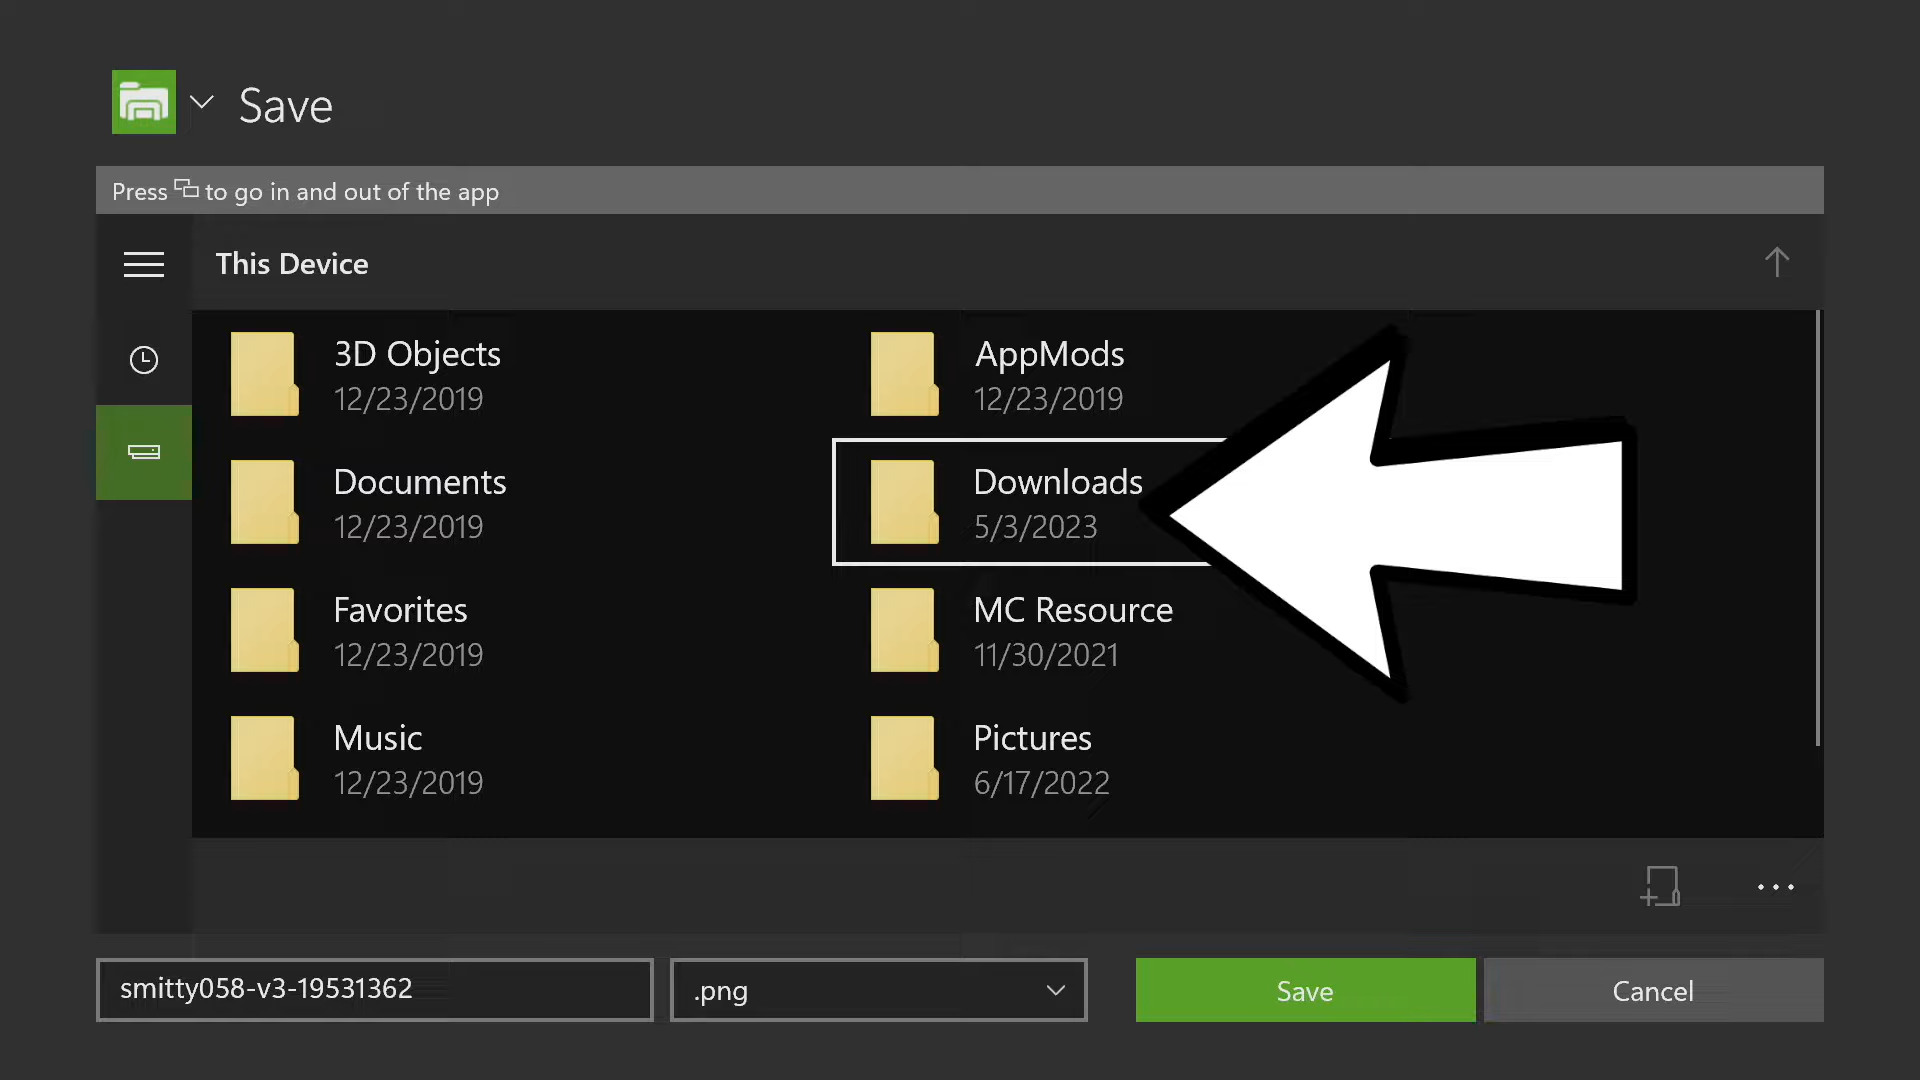 Save
Press to go in and out of the app
This Device
3D Objects
12/23/2019
AppMods
12/23/2019
Documents
12/23/2019
Downloads
5/3/2023
Favorites
12/23/2019
MC Resource
11/30/2021
Music
12/23/2019
Pictures
6/17/2022
smitty058-v3-19531362
.png
Save
Cancel